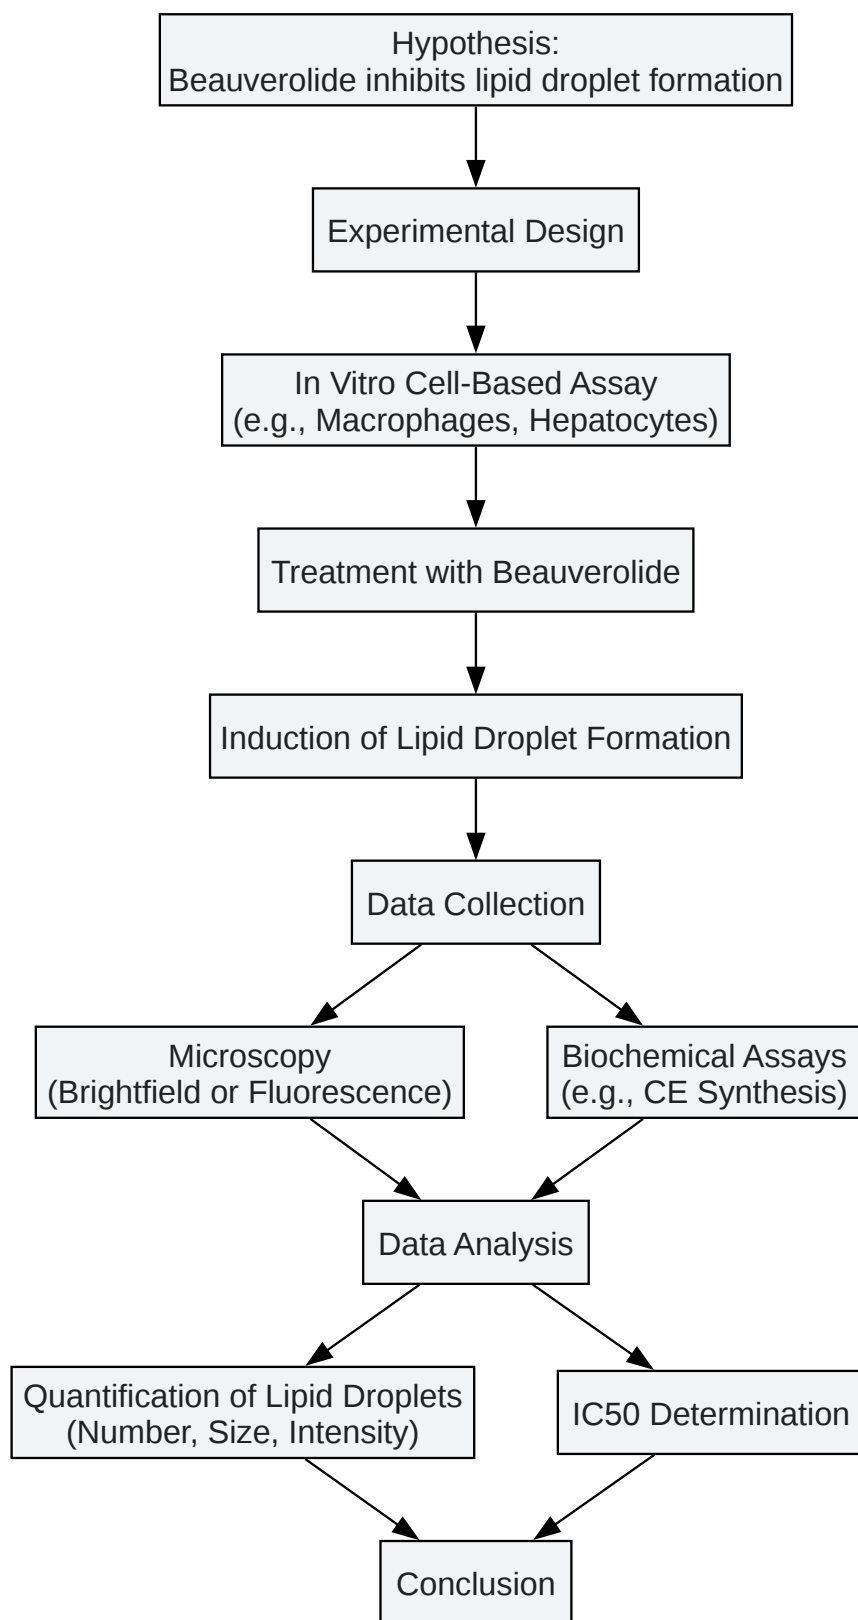 Hypothesis:
Beauverolide inhibits lipid droplet formation
Experimental Design
In Vitro Cell-Based Assay
(e.g., Macrophages, Hepatocytes)
Treatment with Beauverolide
Induction of Lipid Droplet Formation
Data Collection
Microscopy
(Brightfield or Fluorescence)
Biochemical Assays
(e.g., CE Synthesis)
Data Analysis
Quantification of Lipid Droplets
(Number, Size, Intensity)
IC50 Determination
Conclusion